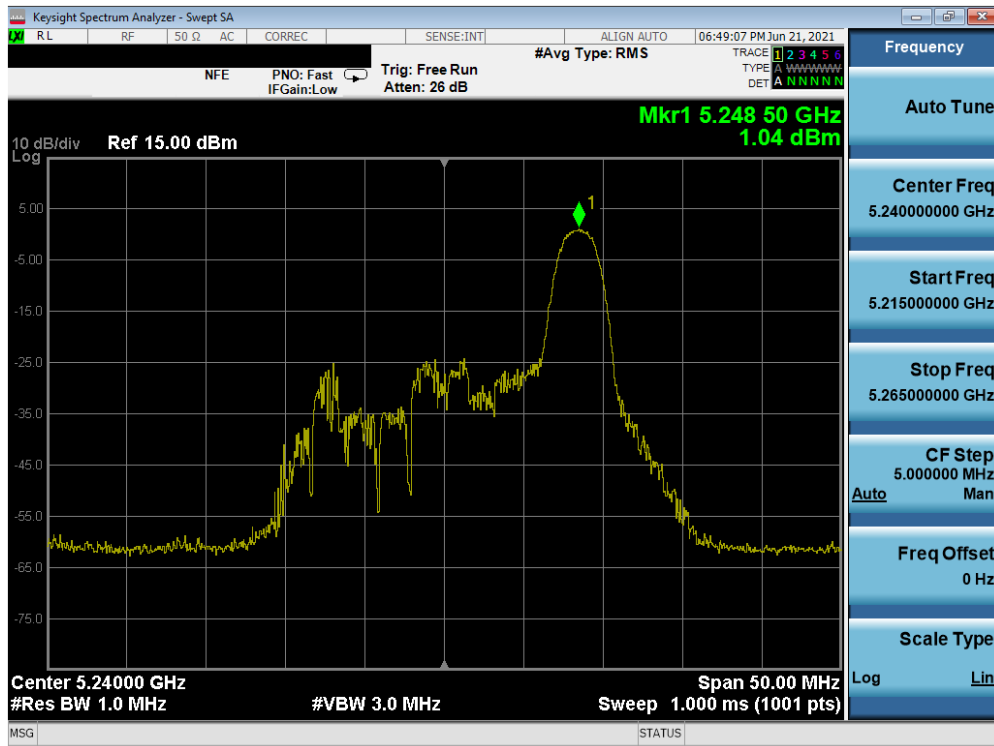 Keysight Spectrum Analyzer - Swept SA
LXI RL RF 50 Ω AC CORREC SENSE:INT ALIGN AUTO 06:49:07 PM Jun 21, 2021
NFE PNO: Fast IFGain:Low Trig: Free Run Atten: 26 dB #Avg Type: RMS
TRACE 1 2 3 4 5 6
TYPE A WWWWW
DET A N N N N N
Mkr1 5.248 50 GHz
1.04 dBm
10 dB/div Ref 15.00 dBm
Log
1
5.00
-5.00
-15.0
-25.0
-35.0
-45.0
-55.0
-65.0
-75.0
Center 5.24000 GHz Span 50.00 MHz
#Res BW 1.0 MHz #VBW 3.0 MHz Sweep 1.000 ms (1001 pts)
MSG STATUS
Frequency
Auto Tune
Center Freq
5.240000000 GHz
Start Freq
5.215000000 GHz
Stop Freq
5.265000000 GHz
CF Step
5.000000 MHz
Auto Man
Freq Offset
0 Hz
Scale Type
Log Lin